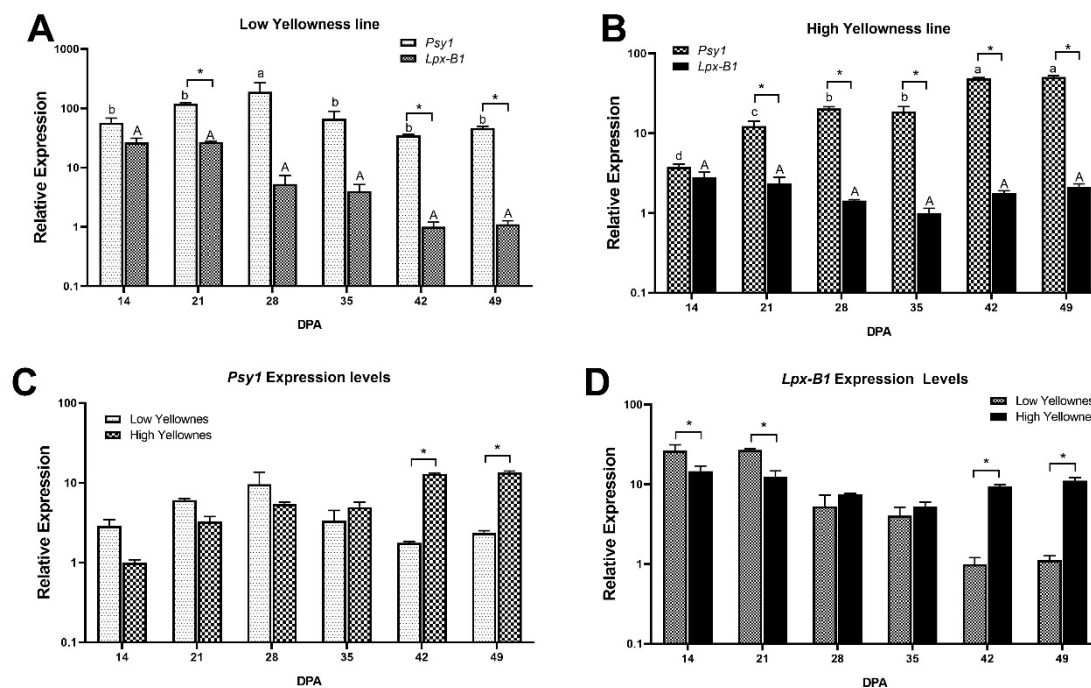 A
Low Yellowness line
Psy1
Lpx-B1
Relative Expression
1000
100
10
1
0.1
b
A
*
b
A
a
A
b
A
*
b
A
*
b
A
14 21 28 35 42 49
DPA
B
High Yellowness line
Psy1
Lpx-B1
Relative Expression
100
10
1
0.1
d
A
*
c
A
*
b
A
*
b
A
*
a
A
*
a
A
14 21 28 35 42 49
DPA
C
Psy1 Expression levels
Low Yellownes
High Yellownes
Relative Expression
100
10
1
0.1
*
*
14 21 28 35 42 49
DPA
D
Lpx-B1 Expression Levels
Low Yellownes
High Yellowne
Relative Expression
100
10
1
0.1
*
*
*
*
14 21 28 35 42 49
DPA